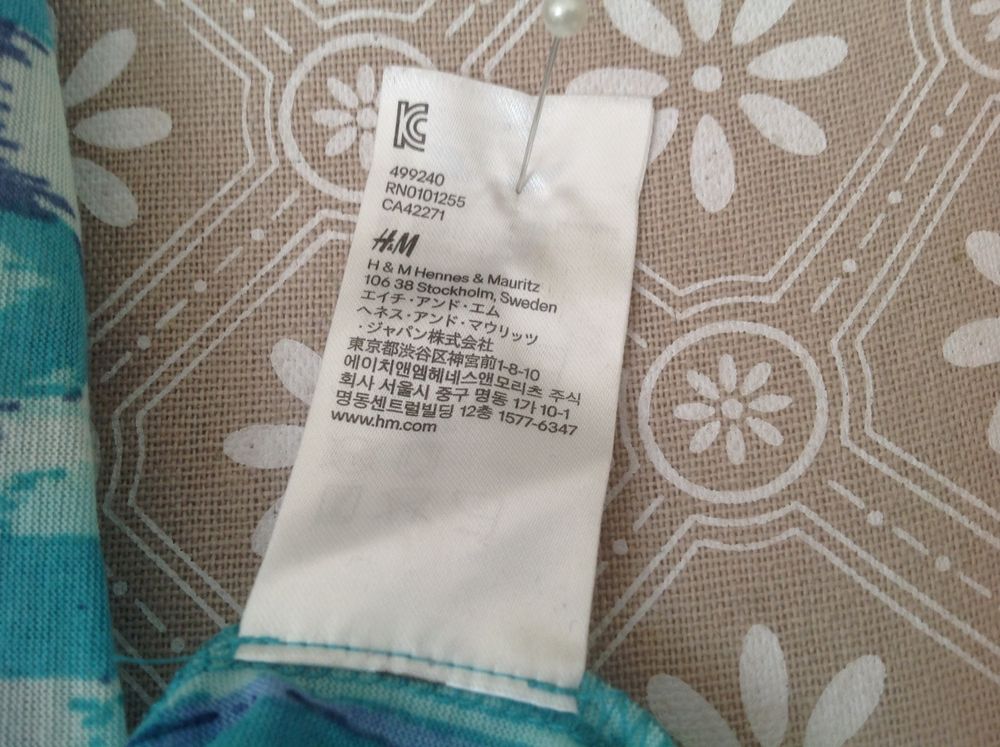 KC
499240
RN0101255
CA42271
H&M
H & M Hennes & Mauritz
106 38 Stockholm, Sweden
エイチ・アンド・エム
ヘネス・アンド・マウリッツ
・ジャパン株式会社
東京都渋谷区神宮前1-8-10
에이치앤엠헤네스앤모리츠 주식
회사 서울시 중구 명동 1가 10-1
명동센트럴빌딩 12층 1577-6347
www.hm.com